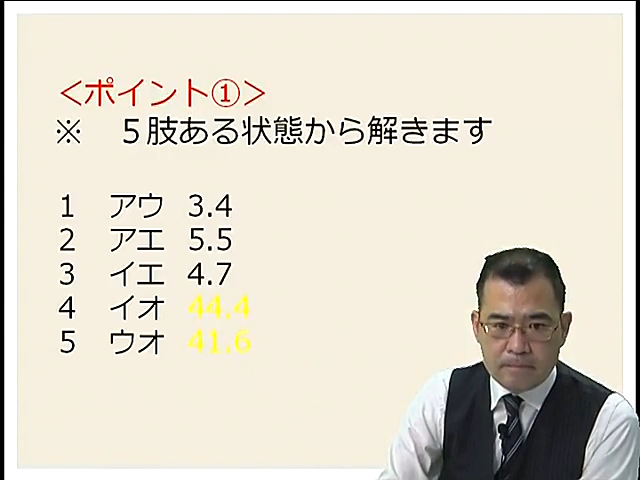 ＜ポイント①＞
※　５肢ある状態から解きます
1　アウ　3.4
2　アエ　5.5
3　イエ　4.7
4　イオ　44.4
5　ウオ　41.6